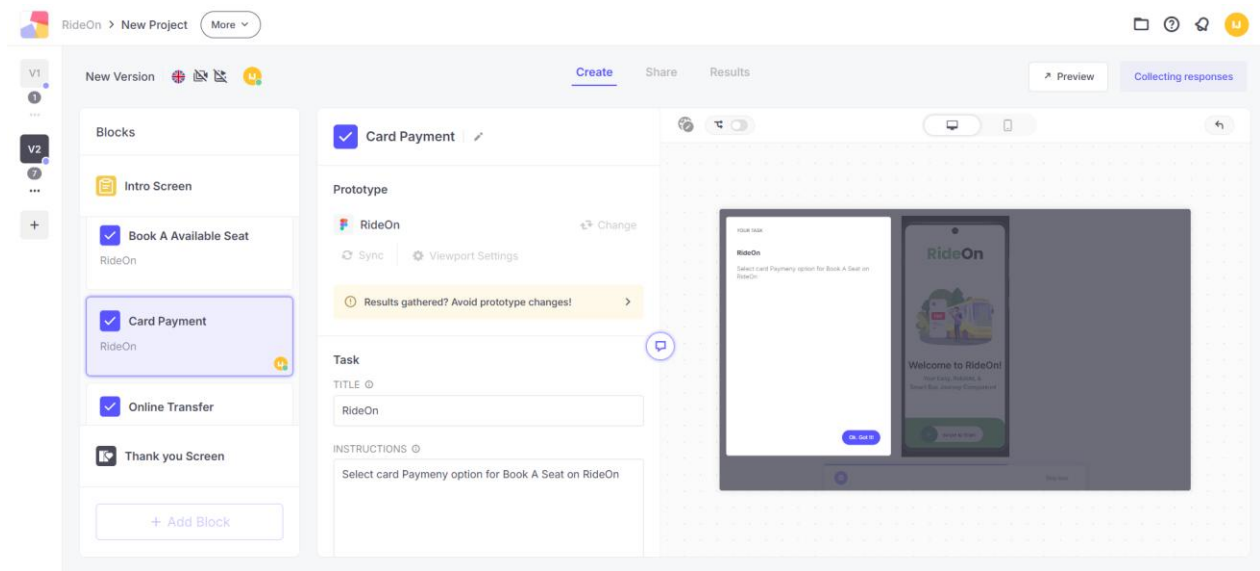 RideOn > New Project More
New Version
Create Share Results
Preview
Collecting responses
V1
1
V2
7
+
Blocks
Intro Screen
Book A Available Seat
RideOn
Card Payment
RideOn
Online Transfer
Thank you Screen
+ Add Block
Card Payment
Prototype
RideOn
Change
Sync
Viewport Settings
Results gathered? Avoid prototype changes!
Task
TITLE
RideOn
INSTRUCTIONS
Select card Paymeny option for Book A Seat on RideOn
YOUR TASK
RideOn
Select card Paymeny option for Book A Seat on
RideOn
Ok, Got It!
RideOn
Welcome to RideOn!